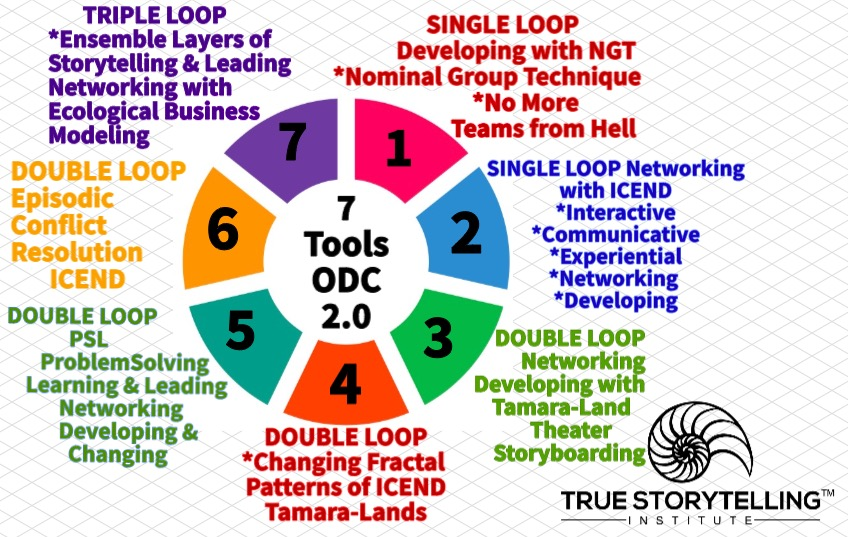 TRIPLE LOOP
*Ensemble Layers of
Storytelling & Leading
Networking with
Ecological Business
Modeling
SINGLE LOOP
Developing with NGT
*Nominal Group Technique
*No More
Teams from Hell
SINGLE LOOP Networking
with ICEND
*Interactive
*Communicative
*Experiential
*Networking
*Developing
DOUBLE LOOP
Episodic
Conflict
Resolution
ICEND
7
1
6
2
5
3
4
7
Tools
ODC
2.0
DOUBLE LOOP
PSL
ProblemSolving
Learning & Leading
Networking
Developing &
Changing
DOUBLE LOOP
Networking
Developing with
Tamara-Land
Theater
Storyboarding
DOUBLE LOOP
*Changing Fractal
Patterns of ICEND
Tamara-Lands
TRUE STORYTELLING™
INSTITUTE